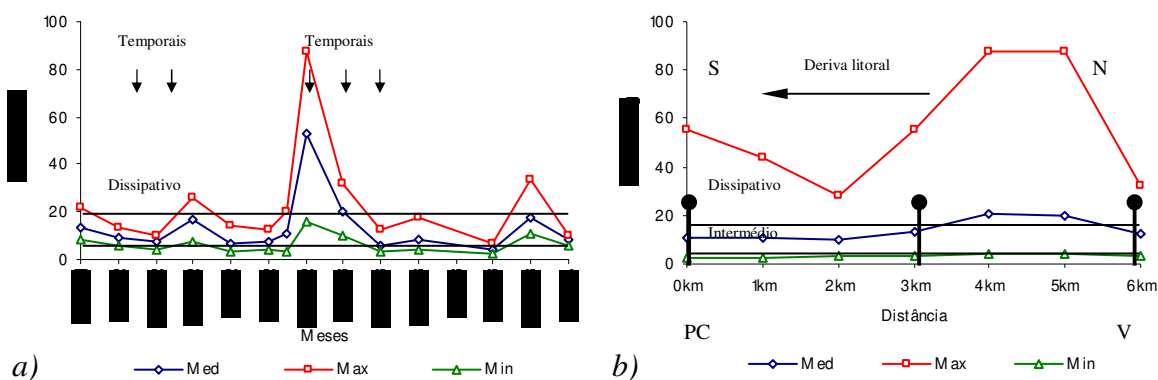 100
80
60
40
20
0
Temporais
Temporais
Dissipativo
Meses
a)
Med
Max
Min
100
80
60
40
20
0
S
Deriva litoral
N
Dissipativo
Intermédio
0km
1km
2km
3km
4km
5km
6km
Distância
PC
V
b)
Med
Max
Min